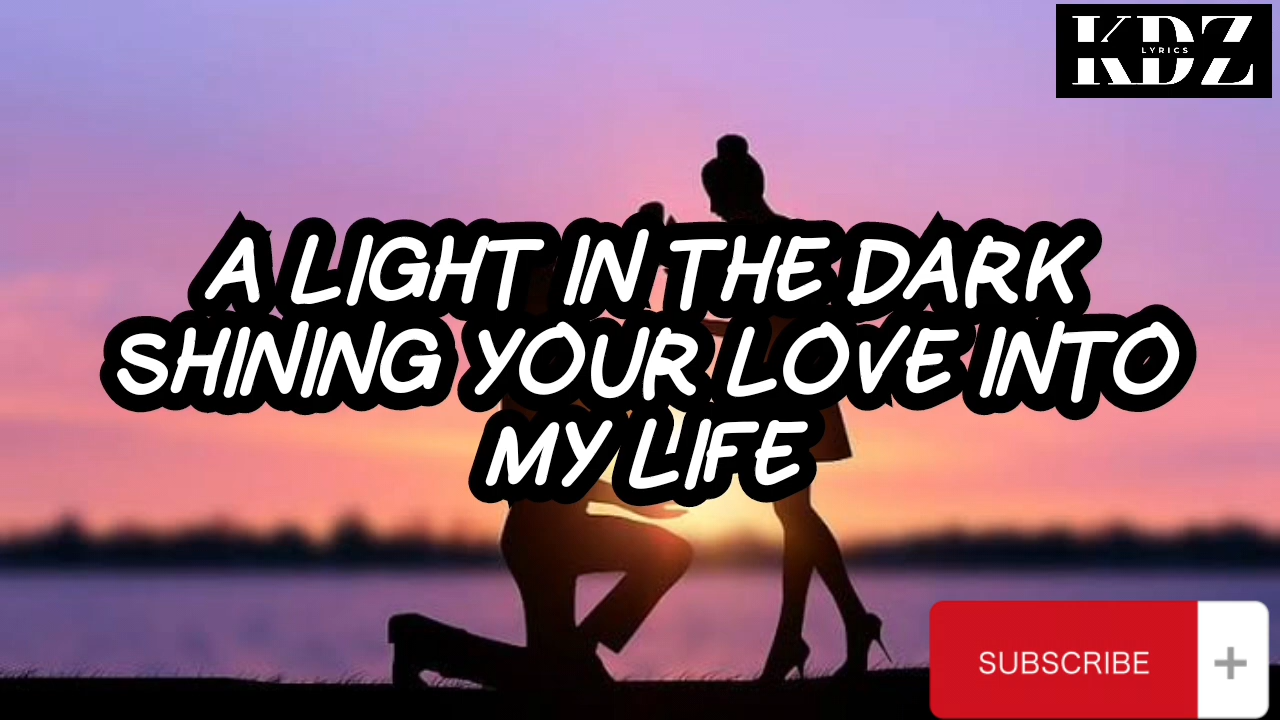 KDZ
LYRICS
A LIGHT IN THE DARK
SHINING YOUR LOVE INTO
MY LIFE
SUBSCRIBE +